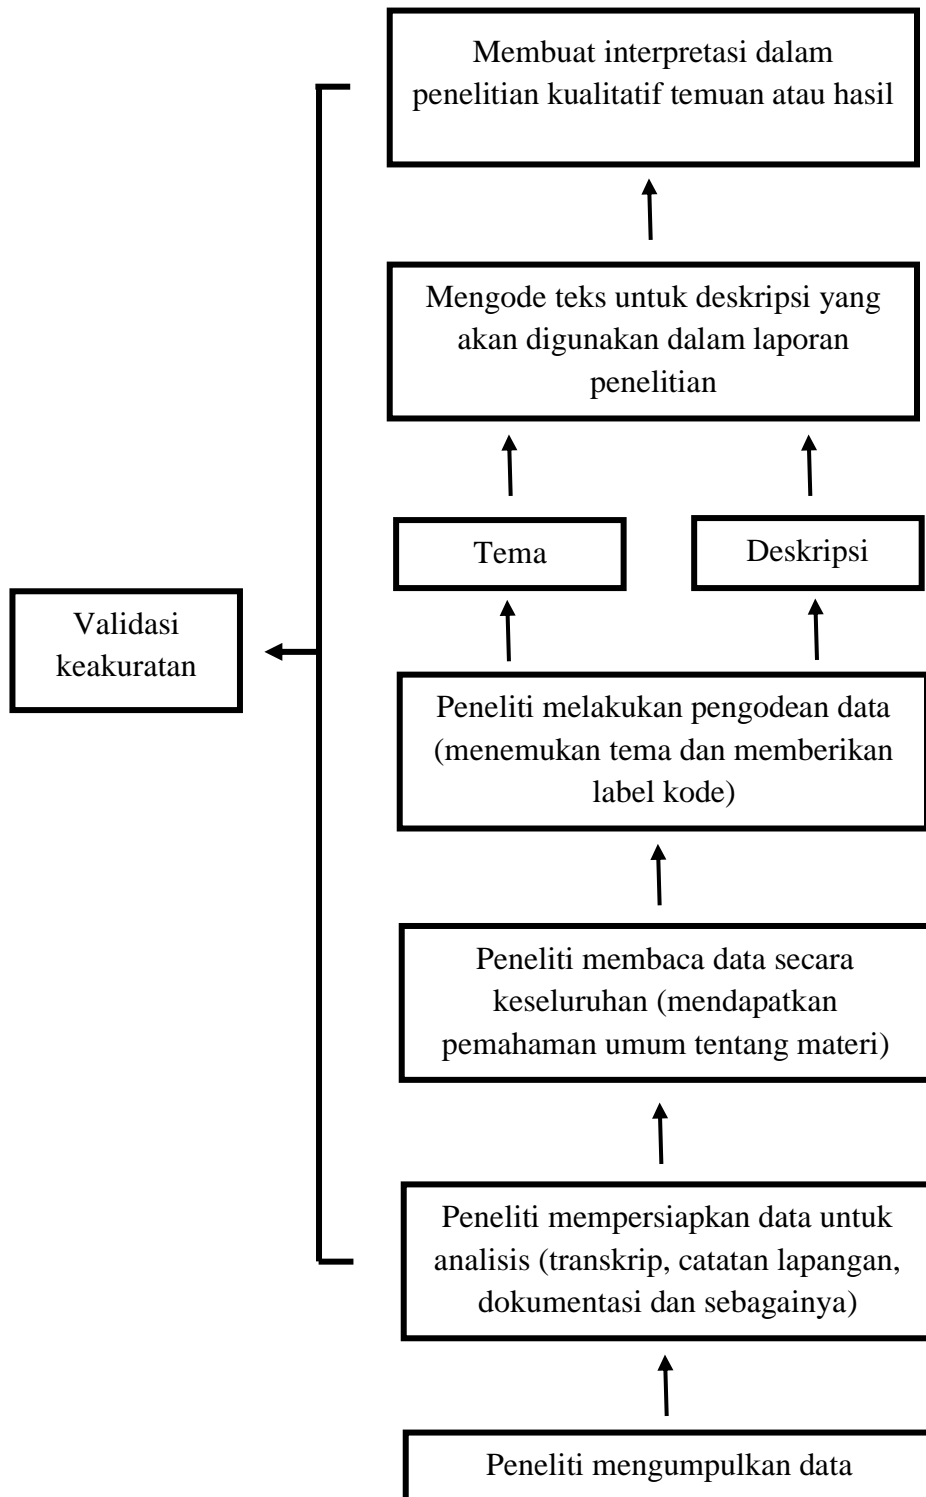 Membuat interpretasi dalam
penelitian kualitatif temuan atau hasil
Mengode teks untuk deskripsi yang
akan digunakan dalam laporan
penelitian
Tema
Deskripsi
Validasi
keakuratan
Peneliti melakukan pengodean data
(menemukan tema dan memberikan
label kode)
Peneliti membaca data secara
keseluruhan (mendapatkan
pemahaman umum tentang materi)
Peneliti mempersiapkan data untuk
analisis (transkrip, catatan lapangan,
dokumentasi dan sebagainya)
Peneliti mengumpulkan data